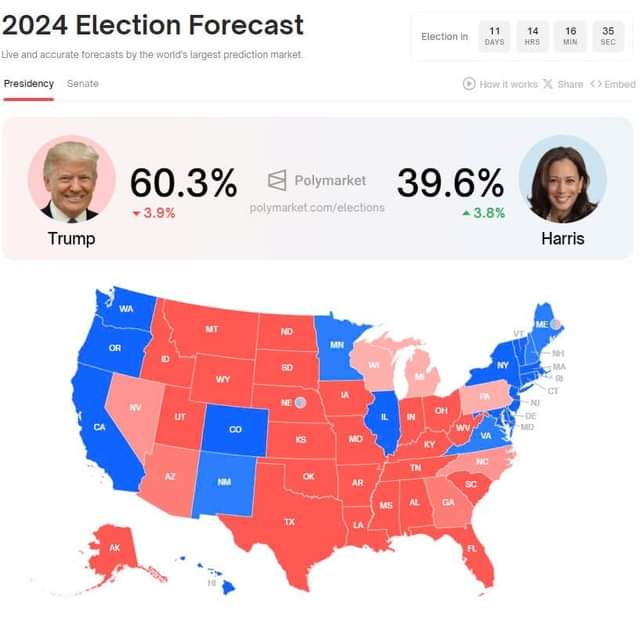 2024 Election Forecast
Live and accurate forecasts by the world's largest prediction market.
Election in
11 14 16 35
DAYS HRS MIN SEC
Presidency Senate
How it works Share Embed
60.3% Polymarket 39.6%
3.9% polymarket.com/elections 3.8%
Trump Harris
WA
ME
MT ND
VT
OR MN
NH
ID
WI NY MA
SD
MI RI
WY
CT
IA PA
NE NJ
NV OH
IL IN DE
UT CO
MD
CA KS MO WV VA
KY
NC
TN
AZ OK
NM AR SC
MS AL GA
TX LA
AK FL
HI